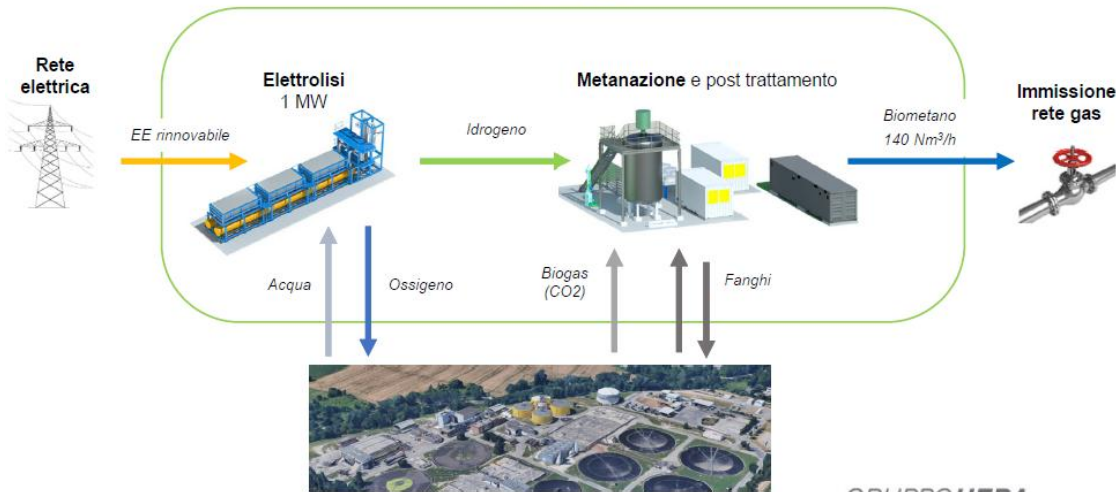 Rete
elettrica
EE rinnovabile
Elettrolisi
1 MW
Idrogeno
Metanazione e post trattamento
Biometano
140 Nm³/h
Immissione
rete gas
Acqua
Ossigeno
Biogas
(CO2)
Fanghi
GRUPPOHERA